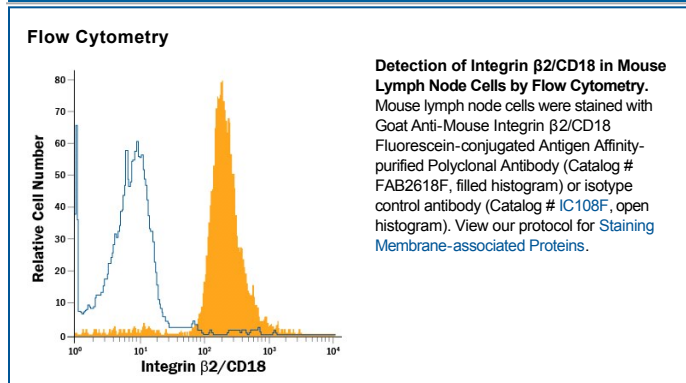 Flow Cytometry
Detection of Integrin β2/CD18 in Mouse
Lymph Node Cells by Flow Cytometry.
Mouse lymph node cells were stained with
Goat Anti-Mouse Integrin β2/CD18
Fluorescein-conjugated Antigen Affinity-
purified Polyclonal Antibody (Catalog #
FAB2618F, filled histogram) or isotype
control antibody (Catalog # IC108F, open
histogram). View our protocol for Staining
Membrane-associated Proteins.
Relative Cell Number
80
70
60
50
40
30
20
10
0
10⁰ 10¹ 10² 10³ 10⁴
Integrin β2/CD18